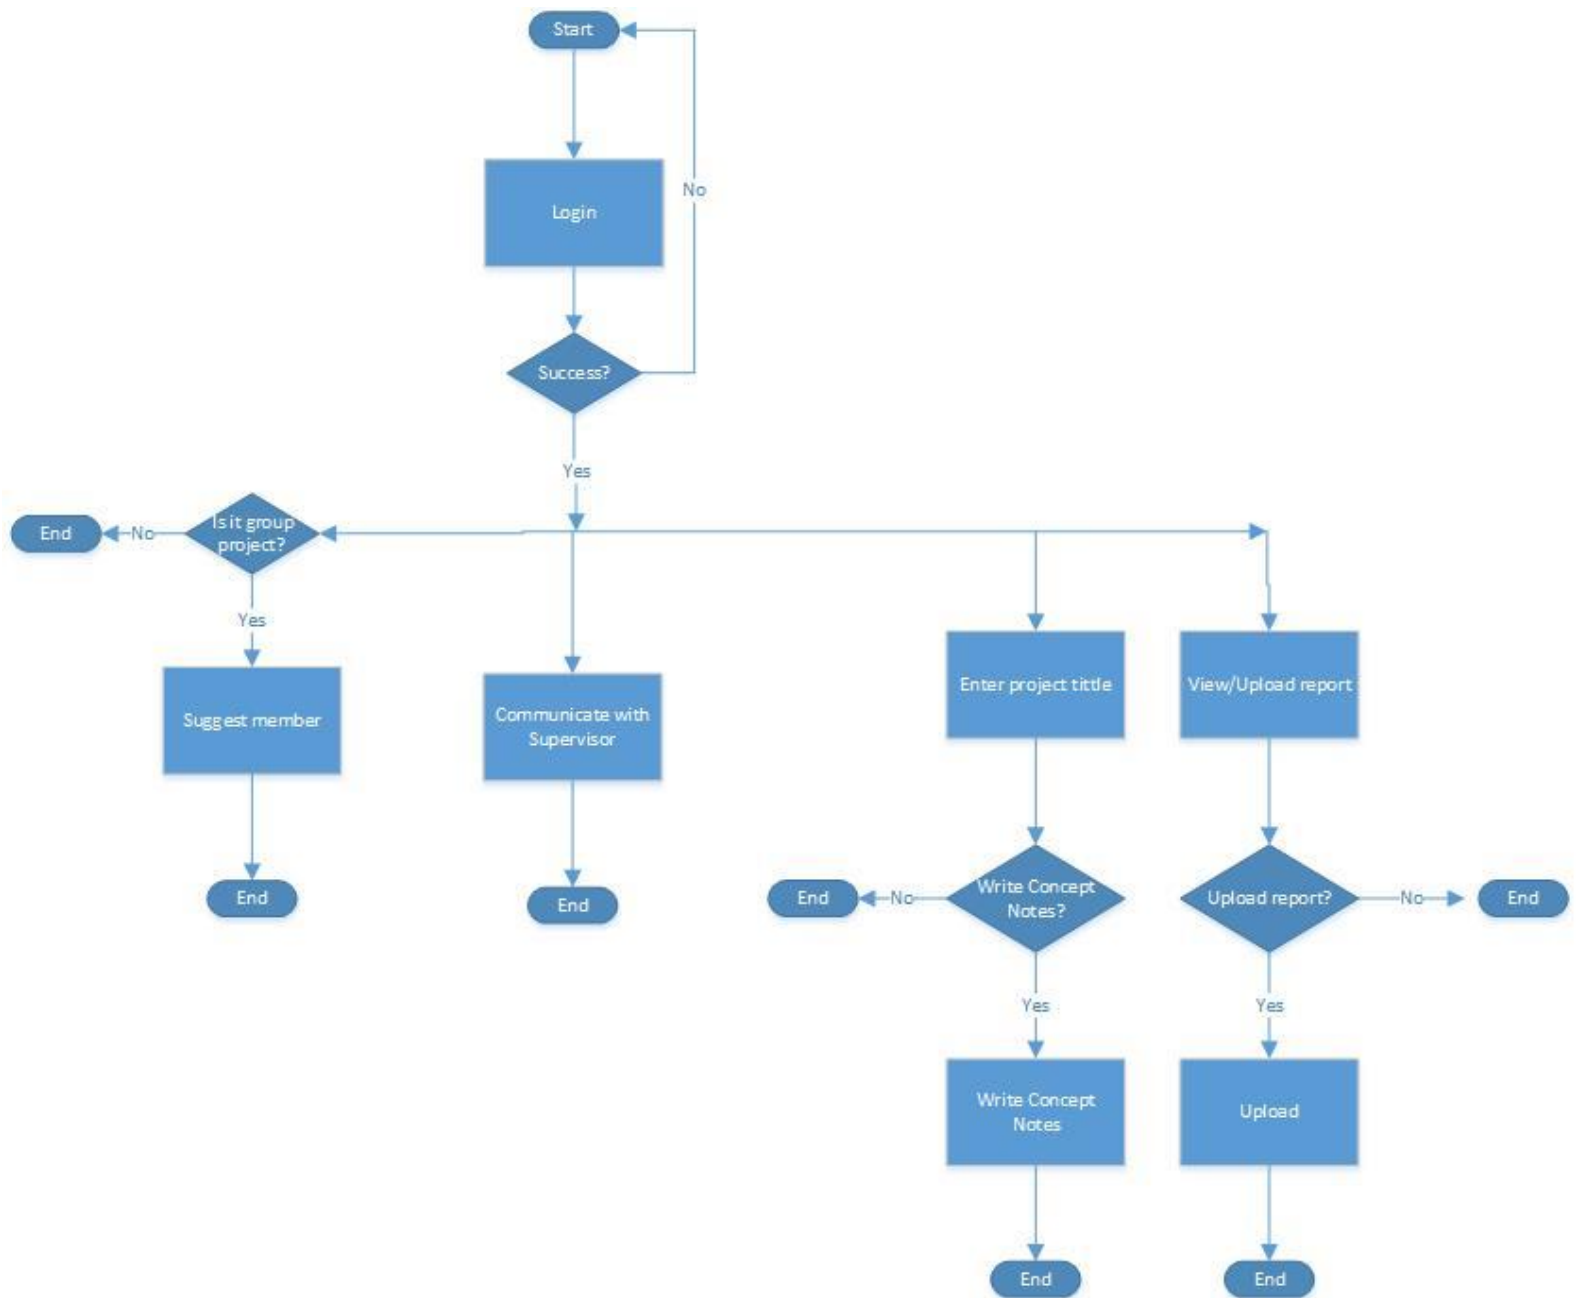 Start
No
Login
Success?
Yes
End
No
Is it group
project?
Yes
Enter project tittle
View/Upload report
Suggest member
Communicate with
Supervisor
End
End
End
No
Write Concept
Notes?
Upload report?
No
End
Yes
Yes
Write Concept
Notes
Upload
End
End